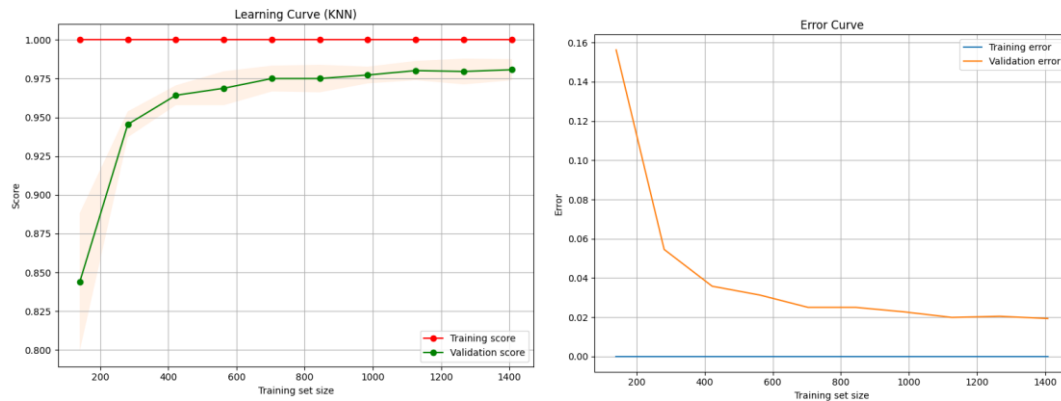 Learning Curve (KNN)
1.000
0.975
0.950
0.925
0.900
0.875
0.850
0.825
0.800
Score
200 400 600 800 1000 1200 1400
Training set size
Training score
Validation score
Error Curve
0.16
0.14
0.12
0.10
0.08
0.06
0.04
0.02
0.00
Error
200 400 600 800 1000 1200 1400
Training set size
Training error
Validation error